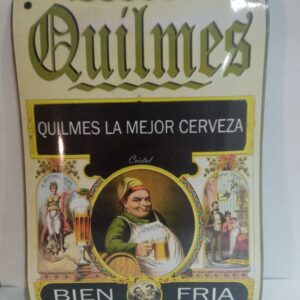 Quilmes
QUILMES LA MEJOR CERVEZA
Cristal
BIEN FRIA